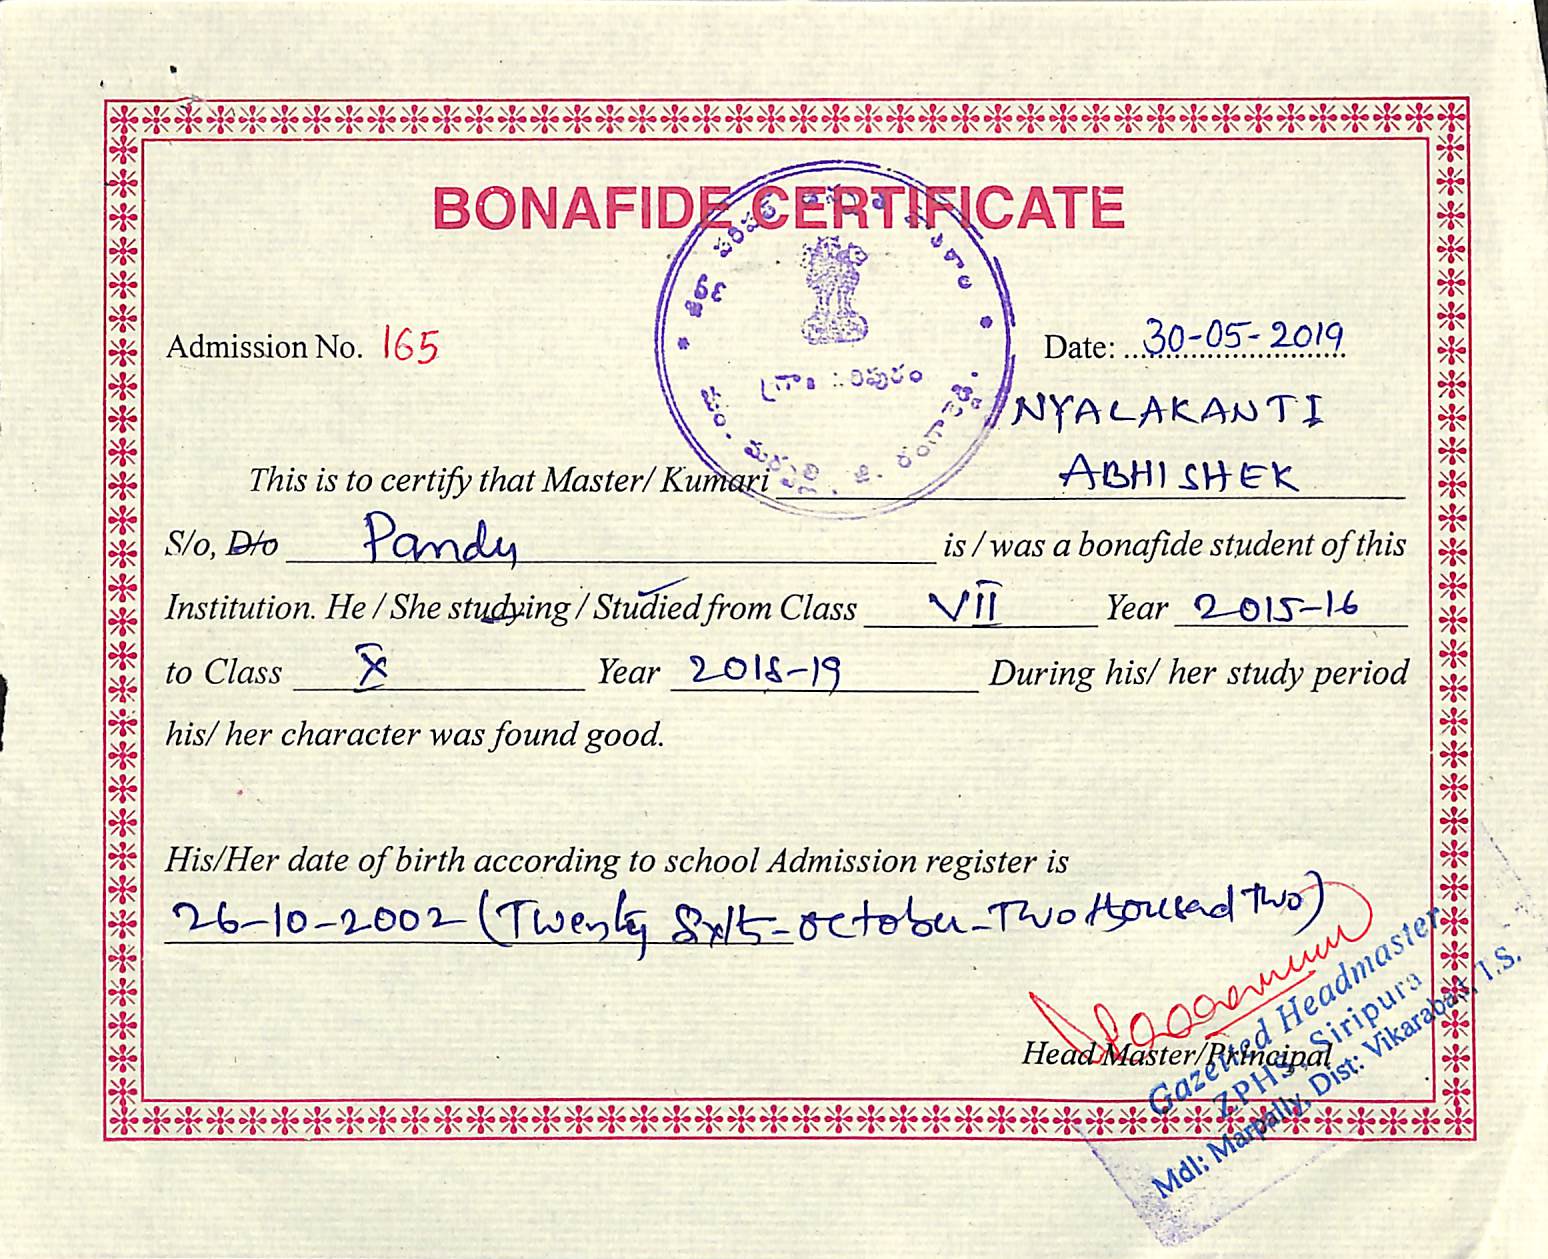 BONAFIDE CERTIFICATE
Admission No. 165
Date: 30-05-2019
గ్రా॥
NYALAKANTI
This is to certify that Master/ Kumari ABHISHEK
S/o, D/o Pandy is / was a bonafide student of this
Institution. He / She studying / Studied from Class VII Year 2015-16
to Class X Year 2018-19 During his/ her study period
his/ her character was found good.
His/Her date of birth according to school Admission register is
26-10-2002 (Twenty Sixth-October-Two thousand Two)
Head Master/Principal
Gazetted Headmaster
ZPHS, Siripura
Mdl: Marpally, Dist: Vikarabad, T.S.